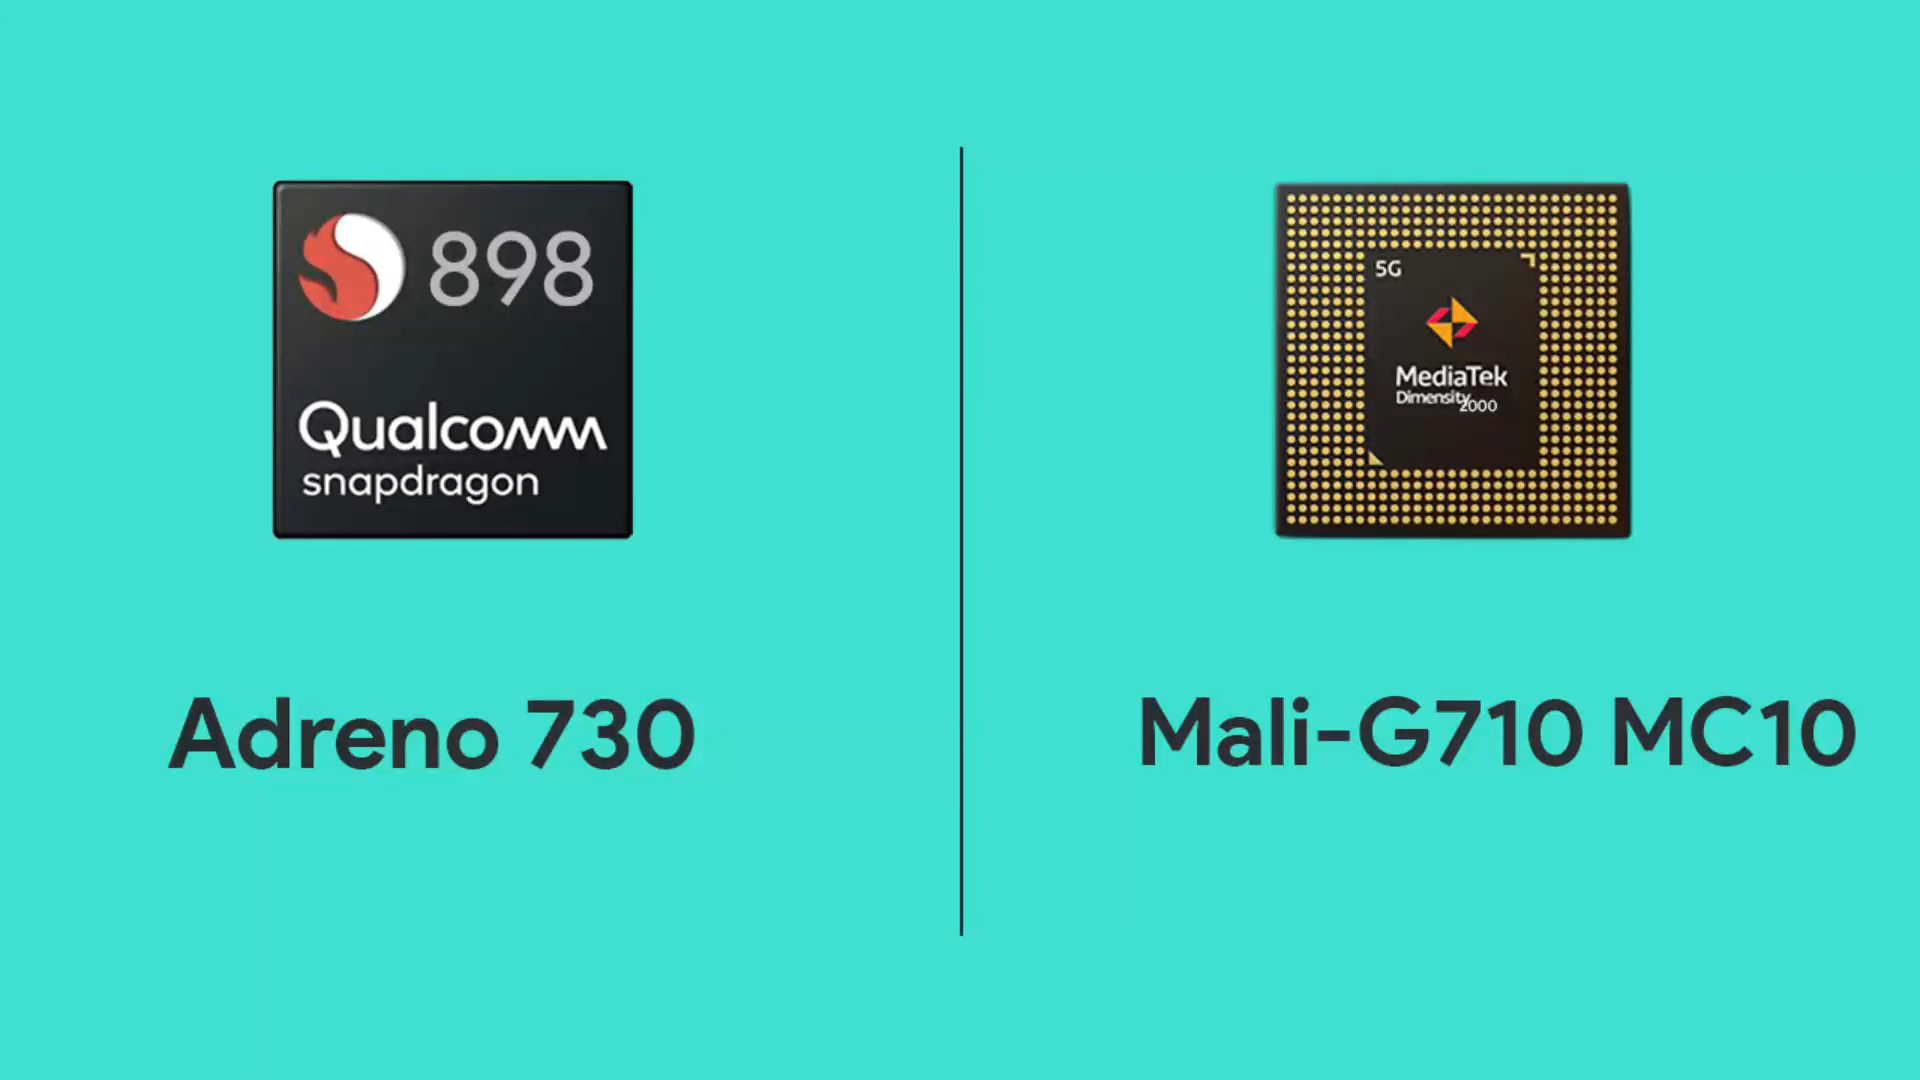 898
Qualcomm
snapdragon
Adreno 730
5G
MediaTek
Dimensity
2000
Mali-G710 MC10